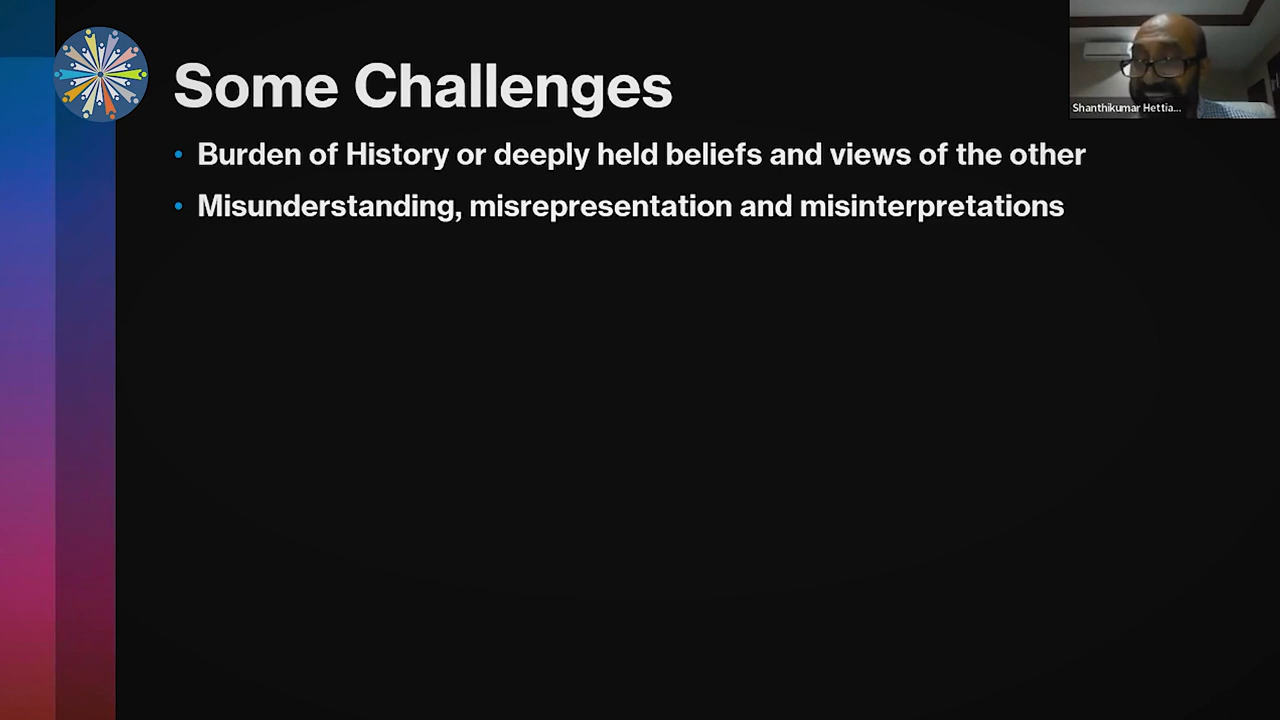 Some Challenges
• Burden of History or deeply held beliefs and views of the other
• Misunderstanding, misrepresentation and misinterpretations
Shanthikumar Hettia...